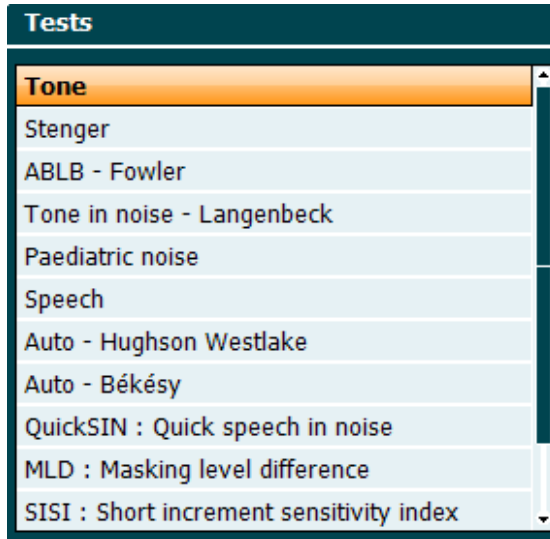 Tests
Tone
Stenger
ABLB - Fowler
Tone in noise - Langenbeck
Paediatric noise
Speech
Auto - Hughson Westlake
Auto - Békésy
QuickSIN : Quick speech in noise
MLD : Masking level difference
SISI : Short increment sensitivity index